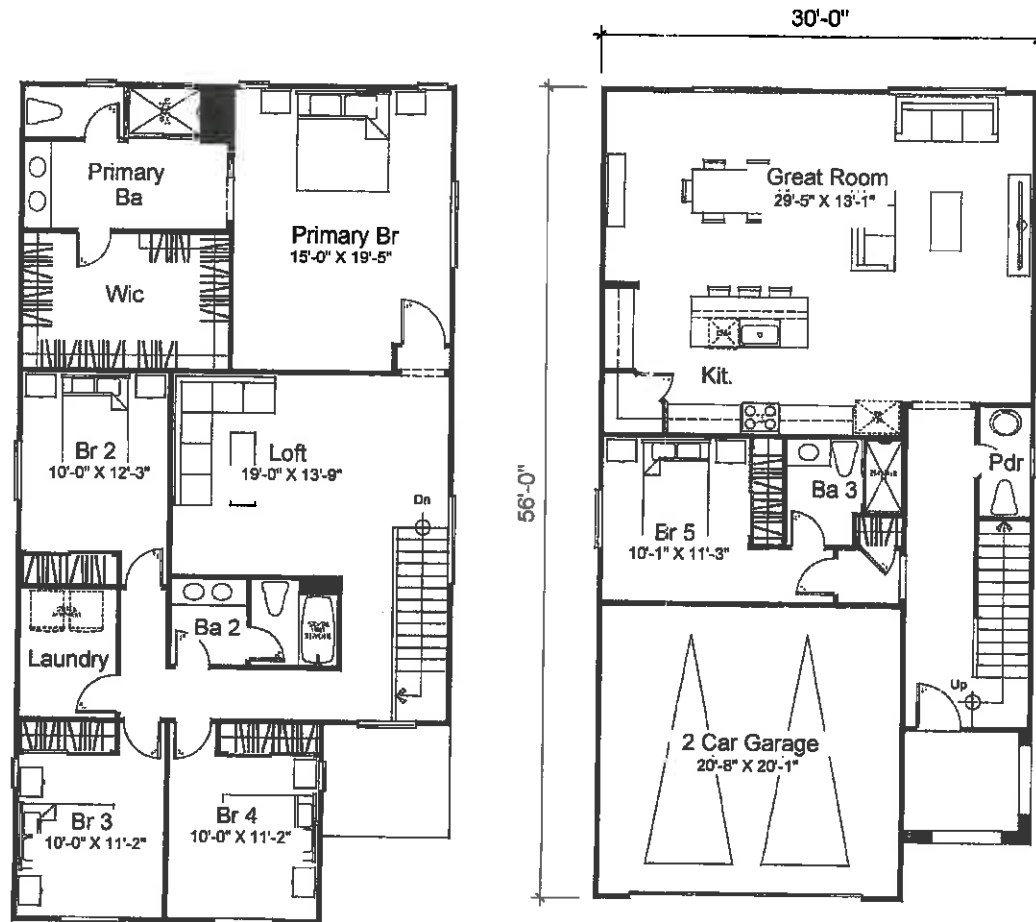 30'-0"
56'-0"
Primary
Ba
Primary Br
15'-0" X 19'-5"
Wic
Br 2
10'-0" X 12'-3"
Loft
19'-0" X 13'-9"
Dn
Ba 2
Laundry
Br 3
10'-0" X 11'-2"
Br 4
10'-0" X 11'-2"
Great Room
29'-5" X 13'-1"
Kit.
Br 5
10'-1" X 11'-3"
Ba 3
Pdr
Up
2 Car Garage
20'-8" X 20'-1"